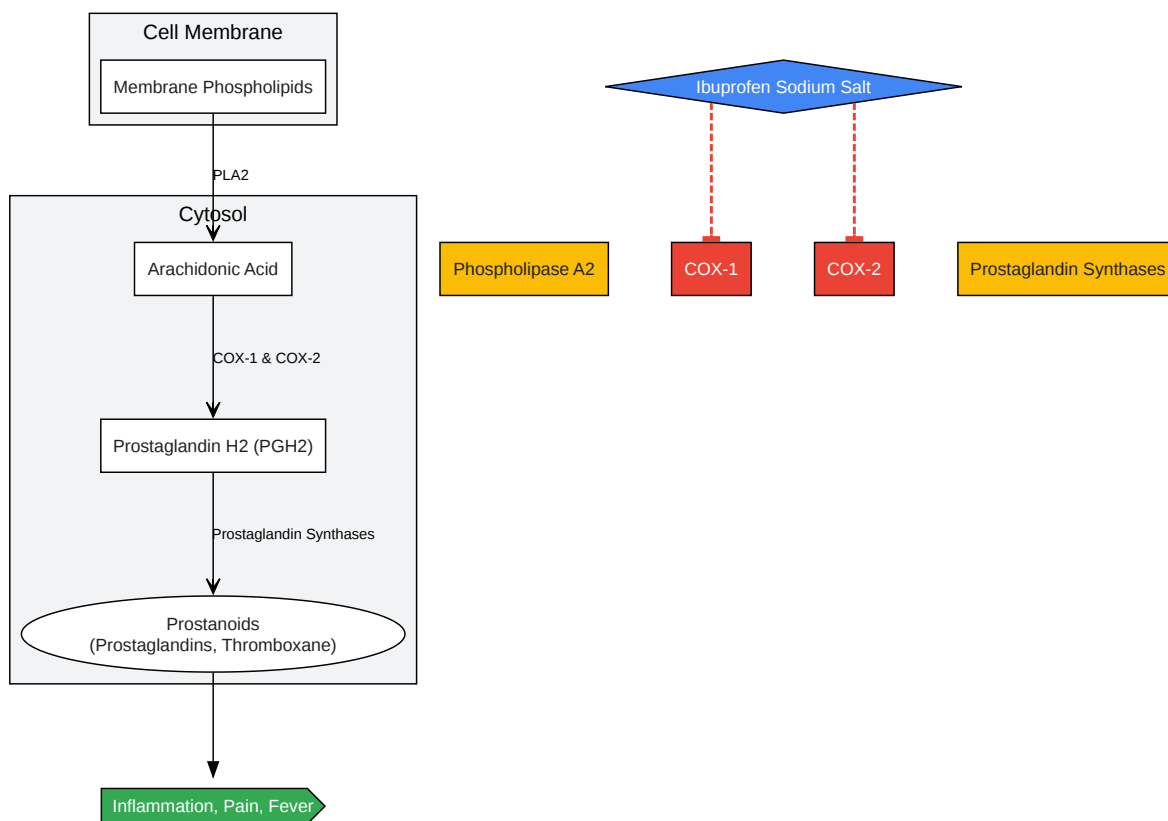 Cell Membrane
Membrane Phospholipids
Ibuprofen Sodium Salt
PLA2
Cytosol
Arachidonic Acid
Phospholipase A2
COX-1
COX-2
Prostaglandin Synthases
COX-1 & COX-2
Prostaglandin H2 (PGH2)
Prostaglandin Synthases
Prostanoids
(Prostaglandins, Thromboxane)
Inflammation, Pain, Fever